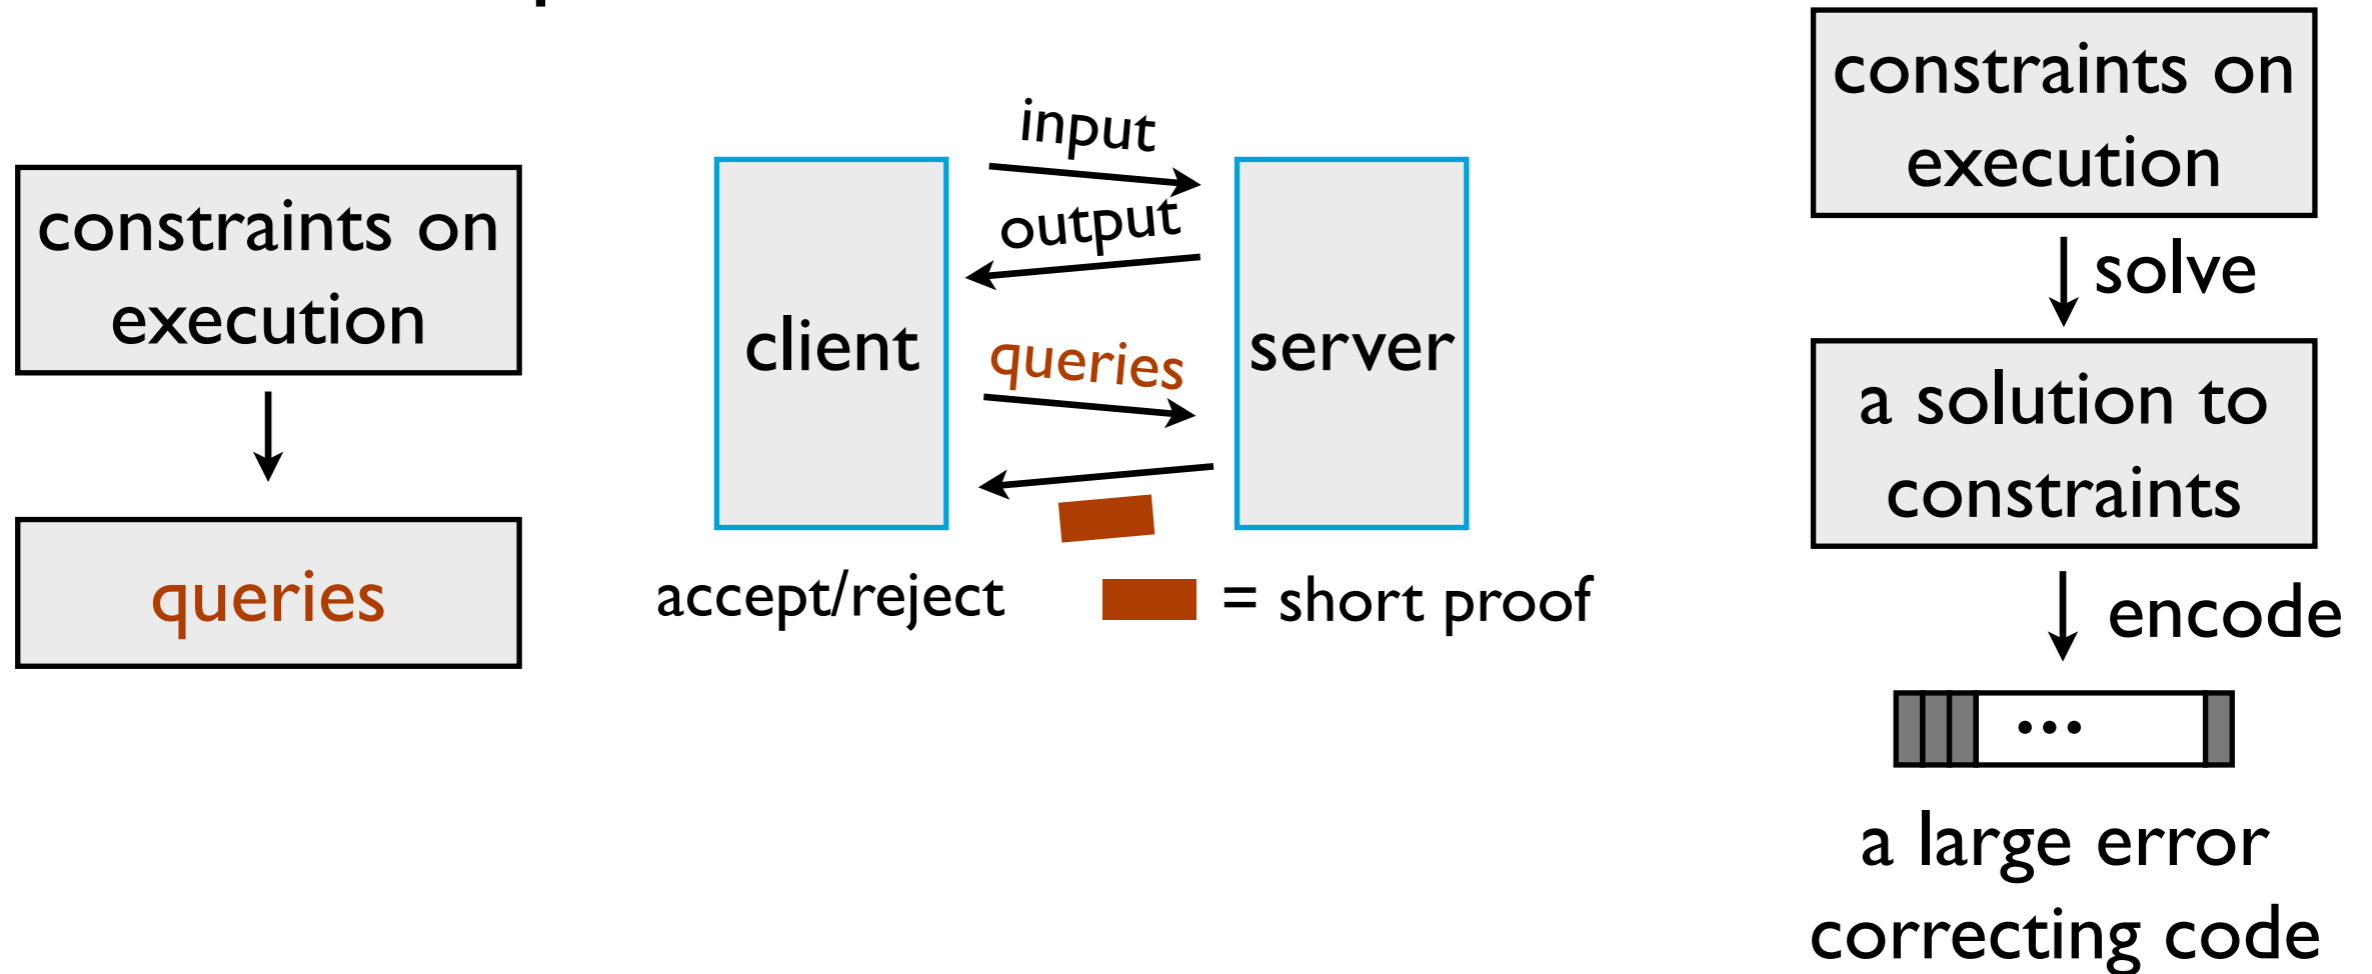 constraints on
execution
queries
input
output
client
queries
server
accept/reject
= short proof
constraints on
execution
solve
a solution to
constraints
encode
...
a large error
correcting code